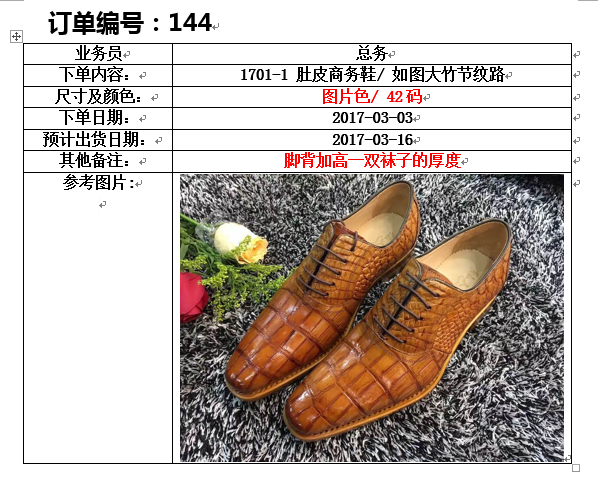 订单编号：144
业务员 总务
下单内容： 1701-1 肚皮商务鞋/ 如图大竹节纹路
尺寸及颜色： 图片色/ 42码
下单日期： 2017-03-03
预计出货日期： 2017-03-16
其他备注： 脚背加高一双袜子的厚度
参考图片: